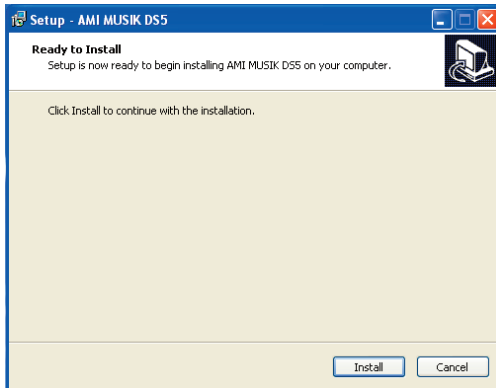 Setup - AMI MUSIK DS5
Ready to Install
Setup is now ready to begin installing AMI MUSIK DS5 on your computer.
Click Install to continue with the installation.
Install
Cancel